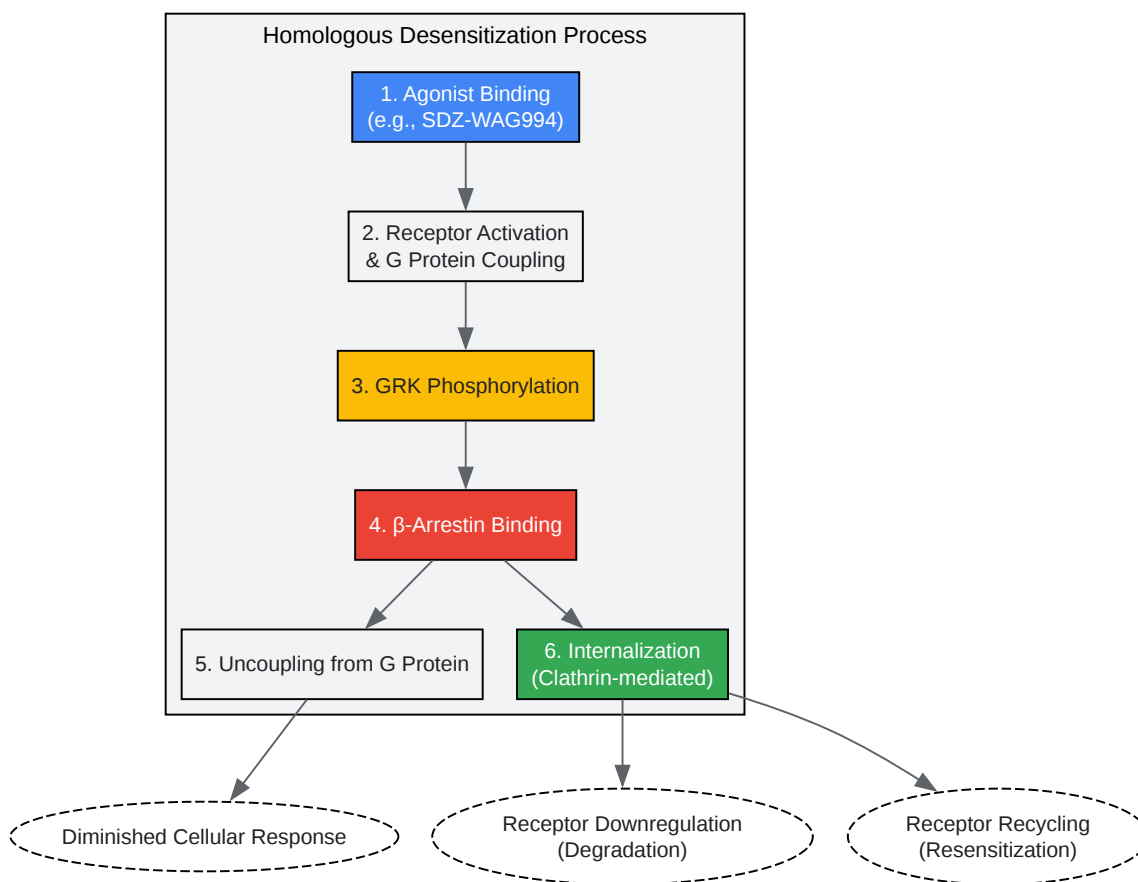 Homologous Desensitization Process
1. Agonist Binding
(e.g., SDZ-WAG994)
2. Receptor Activation
& G Protein Coupling
3. GRK Phosphorylation
4. β-Arrestin Binding
5. Uncoupling from G Protein
6. Internalization
(Clathrin-mediated)
Diminished Cellular Response
Receptor Downregulation
(Degradation)
Receptor Recycling
(Resensitization)